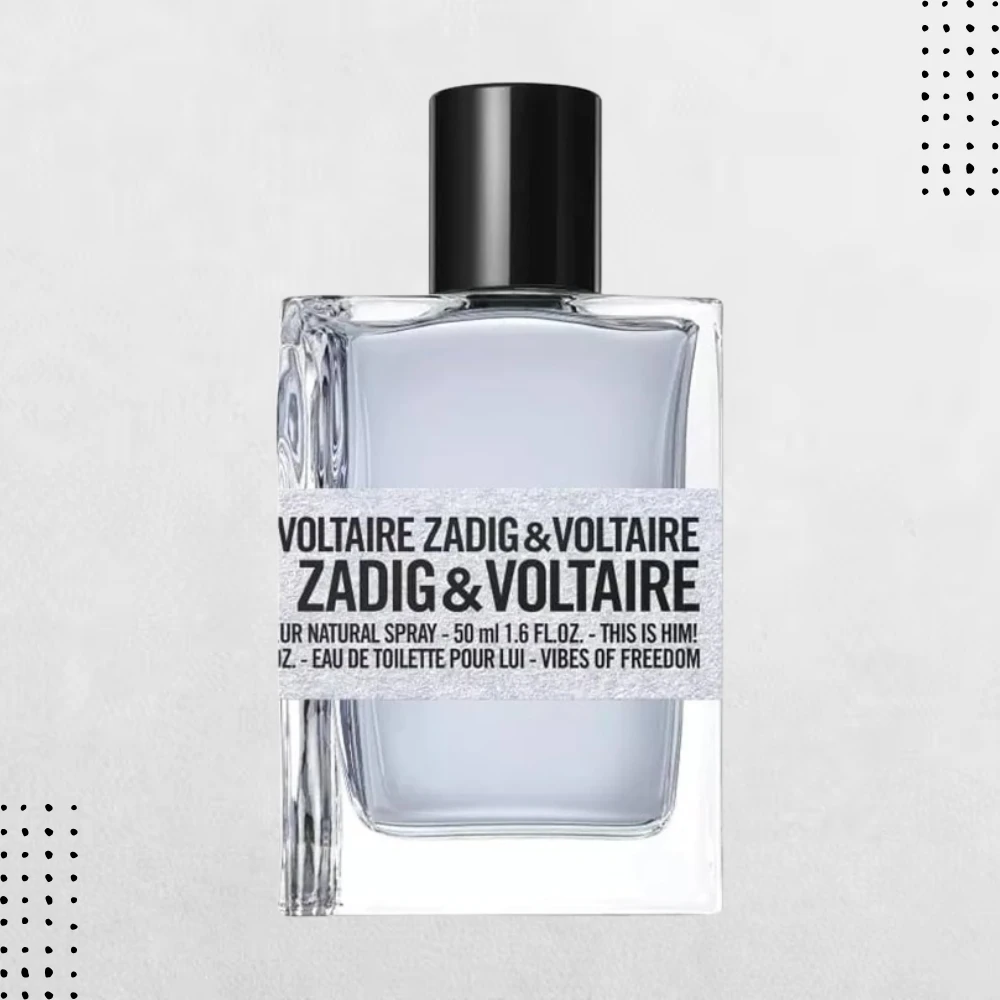 VOLTAIRE ZADIG&VOLTAIRE
ZADIG&VOLTAIRE
UR NATURAL SPRAY - 50 ml 1.6 FL.OZ. - THIS IS HIM!
OZ. - EAU DE TOILETTE POUR LUI - VIBES OF FREEDOM